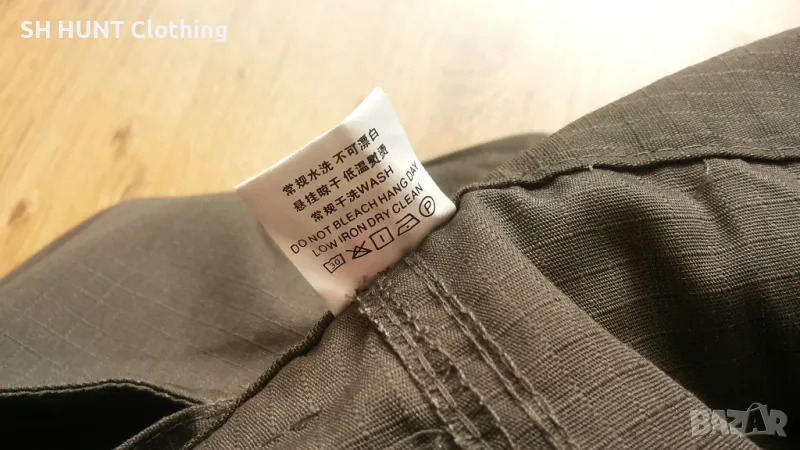 SH HUNT Clothing
常规水洗 不可漂白
悬挂晾干 低温熨烫
常规干洗WASH
DO NOT BLEACH HANG DAY
LOW IRON DRY CLEAN
30 P
BAZAR